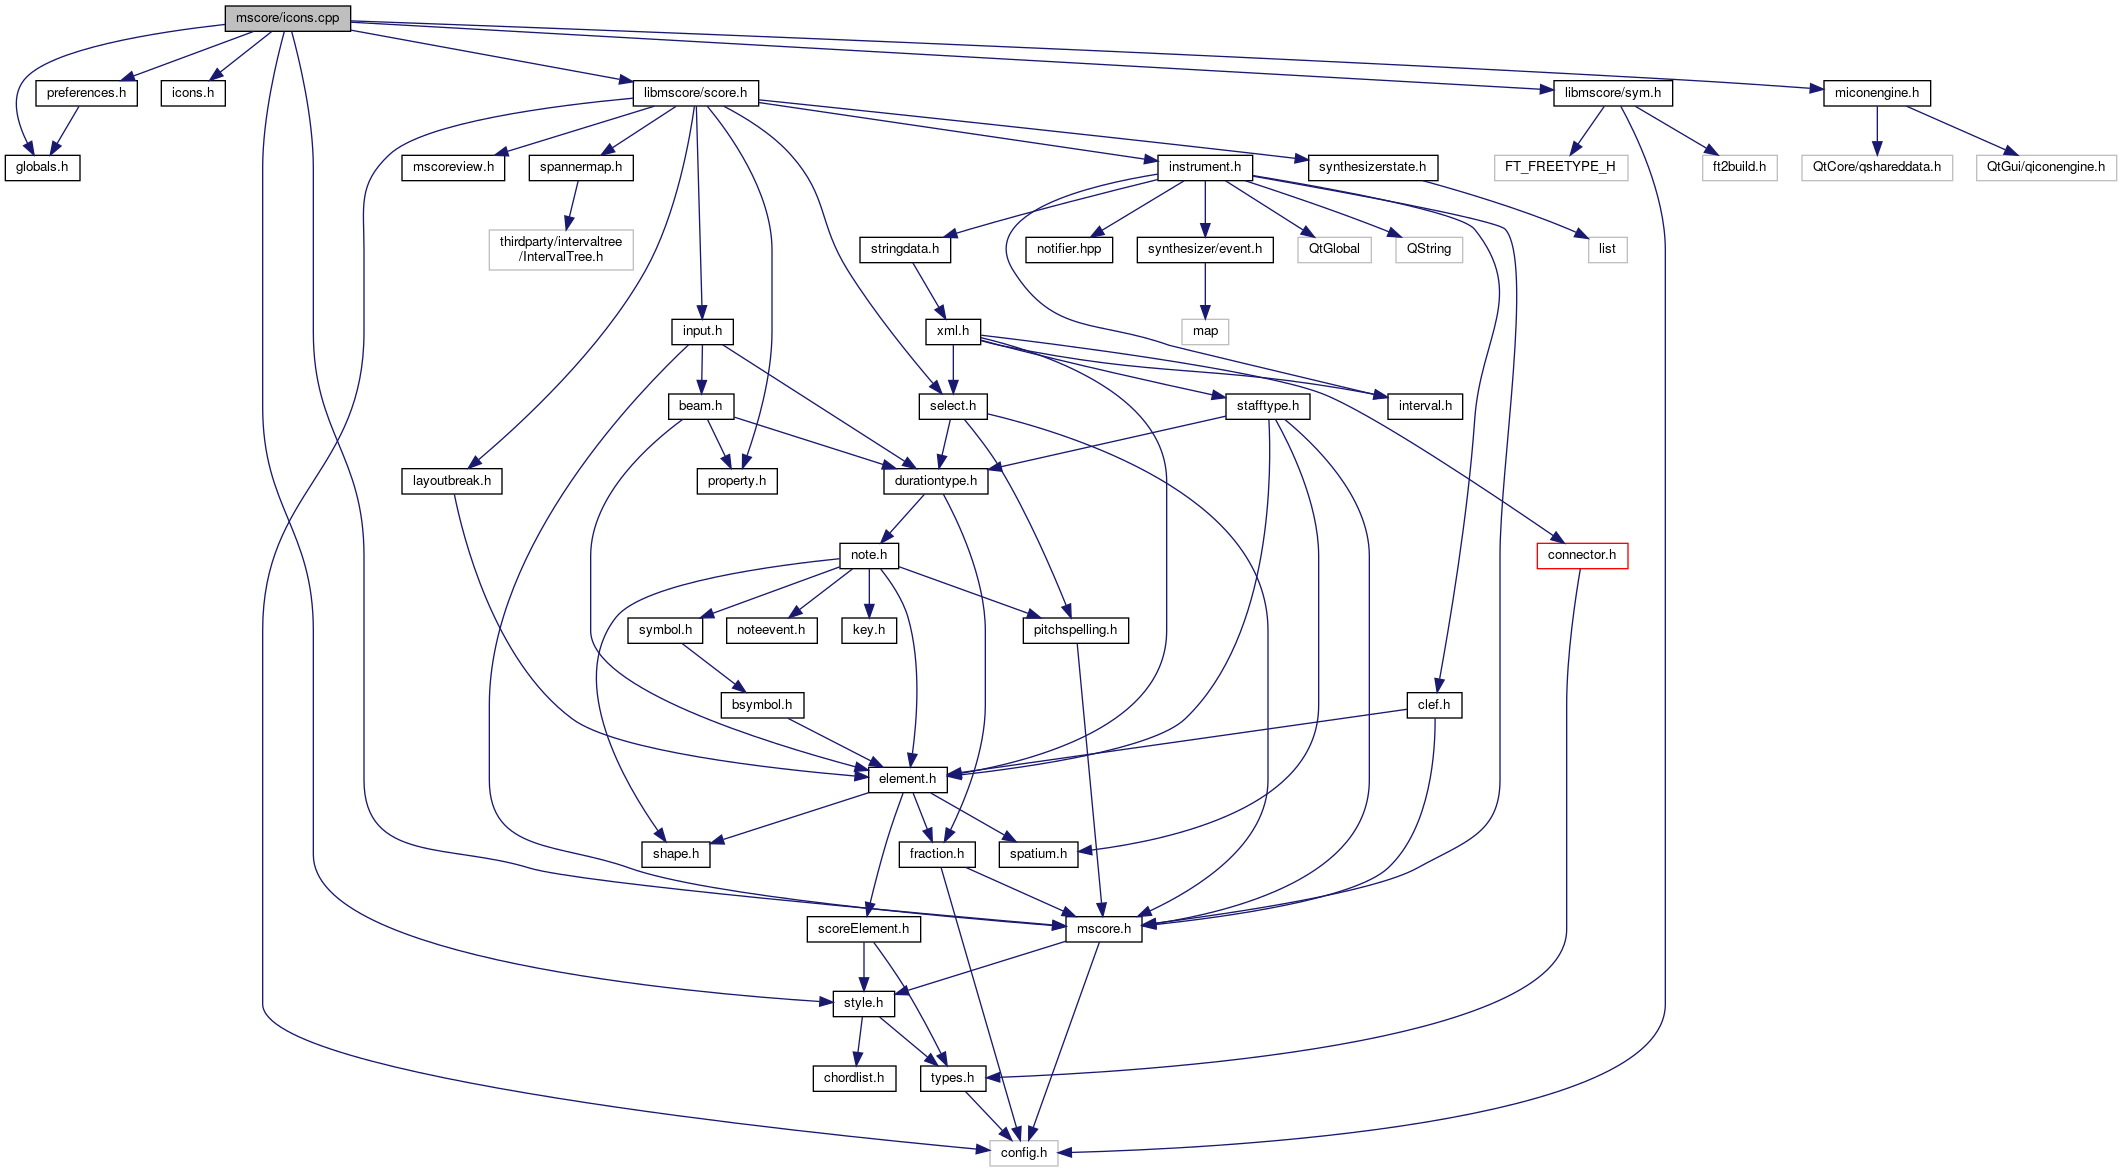 mscore/icons.cpp
preferences.h
icons.h
libmscore/score.h
libmscore/sym.h
miconengine.h
globals.h
mscoreview.h
spannermap.h
instrument.h
synthesizerstate.h
FT_FREETYPE_H
ft2build.h
QtCore/qshareddata.h
QtGui/qiconengine.h
thirdparty/intervaltree
/IntervalTree.h
stringdata.h
notifier.hpp
synthesizer/event.h
QtGlobal
QString
list
input.h
xml.h
map
beam.h
select.h
stafftype.h
interval.h
layoutbreak.h
property.h
durationtype.h
note.h
connector.h
symbol.h
noteevent.h
key.h
pitchspelling.h
bsymbol.h
clef.h
element.h
shape.h
fraction.h
spatium.h
scoreElement.h
mscore.h
style.h
chordlist.h
types.h
config.h